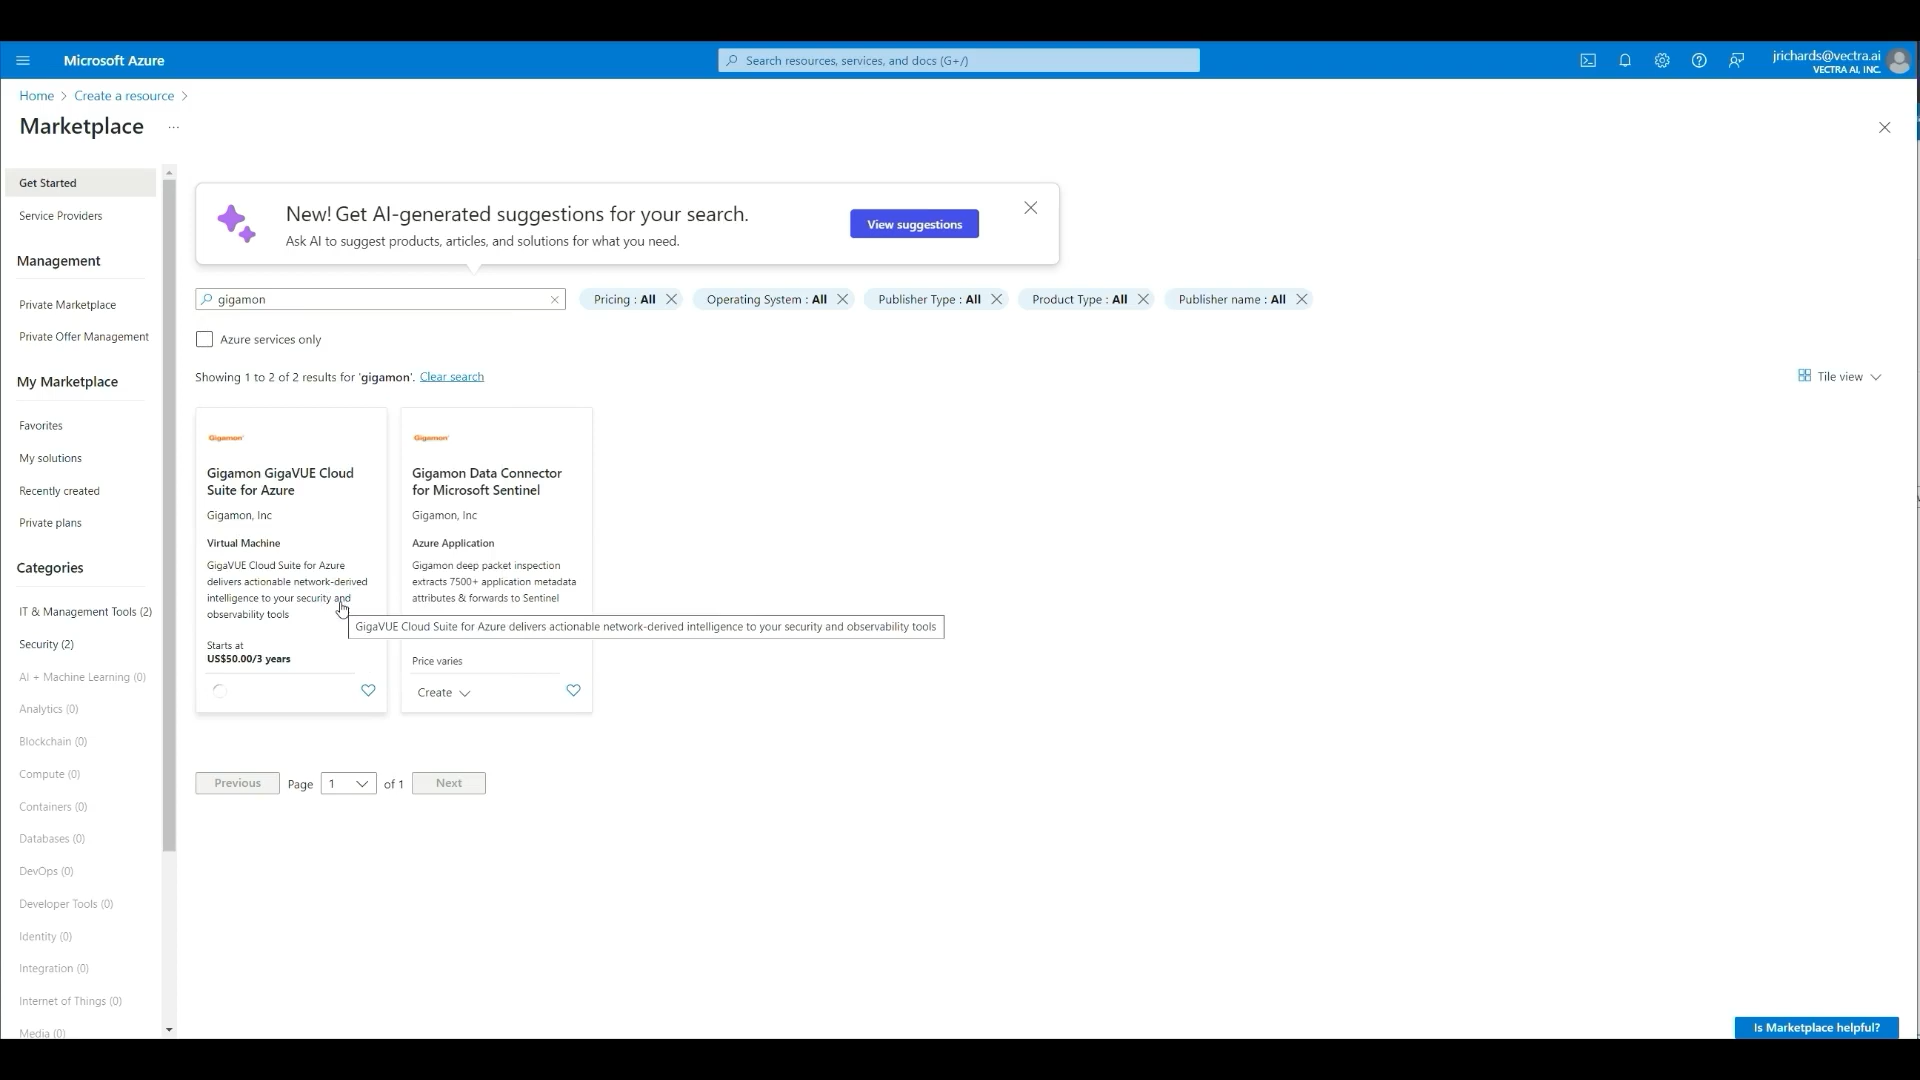 Microsoft Azure
Search resources, services, and docs (G+/)
jrichards@vectra.ai
VECTRA AI, INC.
Home > Create a resource >
Marketplace ...
Get Started
Service Providers
Management
Private Marketplace
Private Offer Management
My Marketplace
Favorites
My solutions
Recently created
Private plans
Categories
IT & Management Tools (2)
Security (2)
AI + Machine Learning (0)
Analytics (0)
Blockchain (0)
Compute (0)
Containers (0)
Databases (0)
DevOps (0)
Developer Tools (0)
Identity (0)
Integration (0)
Internet of Things (0)
Media (0)
New! Get AI-generated suggestions for your search.
Ask AI to suggest products, articles, and solutions for what you need.
View suggestions
gigamon
Pricing : All
Operating System : All
Publisher Type : All
Product Type : All
Publisher name : All
Azure services only
Showing 1 to 2 of 2 results for 'gigamon'. Clear search
Tile view
Gigamon
Gigamon GigaVUE Cloud
Suite for Azure
Gigamon, Inc
Virtual Machine
GigaVUE Cloud Suite for Azure
delivers actionable network-derived
intelligence to your security and
observability tools
Starts at
US$50.00/3 years
Gigamon
Gigamon Data Connector
for Microsoft Sentinel
Gigamon, Inc
Azure Application
Gigamon deep packet inspection
extracts 7500+ application metadata
attributes & forwards to Sentinel
GigaVUE Cloud Suite for Azure delivers actionable network-derived intelligence to your security and observability tools
Price varies
Create
Previous
Page
1
of 1
Next
Is Marketplace helpful?